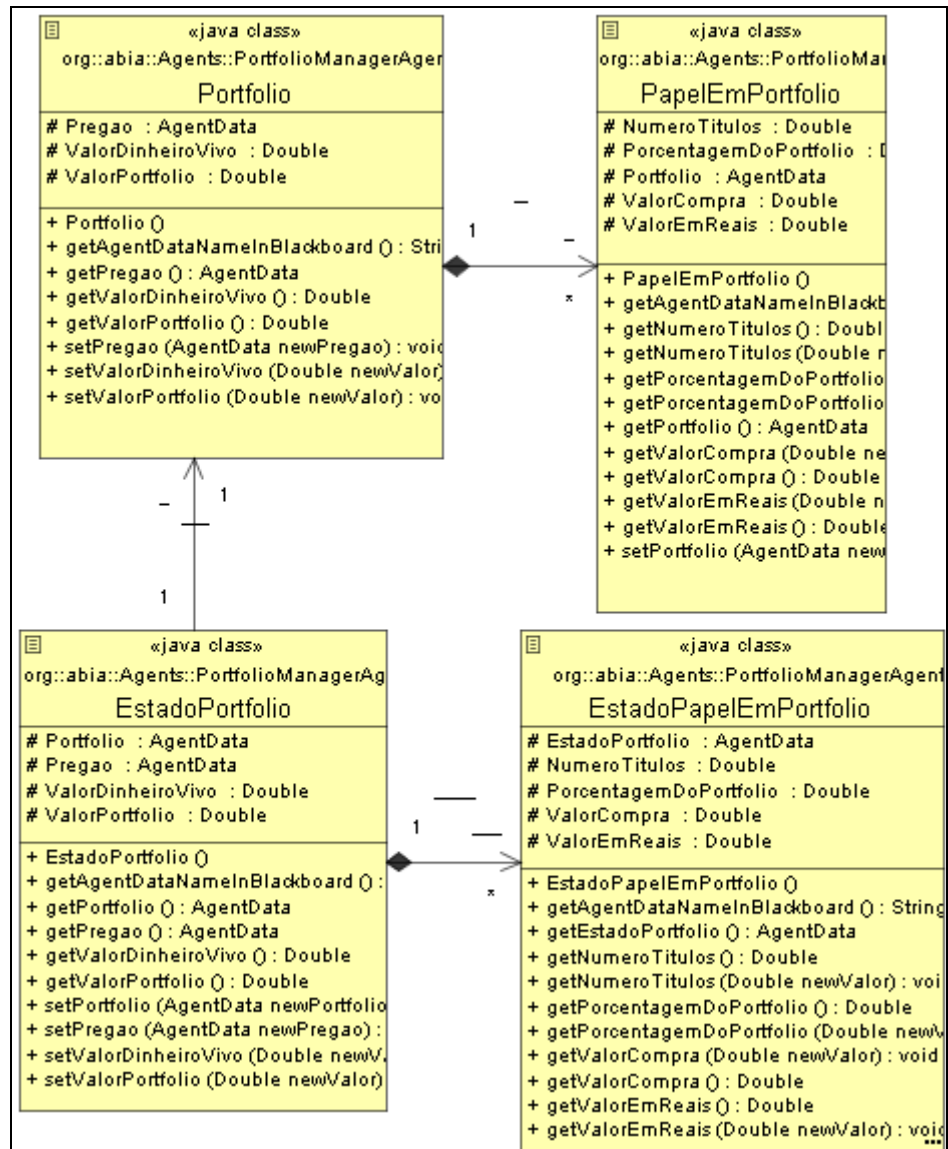 «java class»
org::abia::Agents::PortfolioManagerAger
Portfolio
# Pregao : AgentData
# ValorDinheiroVivo : Double
# ValorPortfolio : Double
+ Portfolio ()
+ getAgentDataNameInBlackboard () : Stri
+ getPregao () : AgentData
+ getValorDinheiroVivo () : Double
+ getValorPortfolio () : Double
+ setPregao (AgentData newPregao) : voic
+ setValorDinheiroVivo (Double newValor)
+ setValorPortfolio (Double newValor) : vo
«java class»
org::abia::Agents::PortfolioMar
PapelEmPortfolio
# NumeroTitulos : Double
# PorcentagemDoPortfolio : D
# Portfolio : AgentData
# ValorCompra : Double
# ValorEmReais : Double
+ PapelEmPortfolio ()
+ getAgentDataNameInBlackb
+ getNumeroTitulos () : Doubl
+ getNumeroTitulos (Double n
+ getPorcentagemDoPortfolio
+ getPorcentagemDoPortfolio
+ getPortfolio () : AgentData
+ getValorCompra (Double ne
+ getValorCompra () : Double
+ getValorEmReais (Double n
+ getValorEmReais () : Double
+ setPortfolio (AgentData new
1
*
1
1
«java class»
org::abia::Agents::PortfolioManagerAg
EstadoPortfolio
# Portfolio : AgentData
# Pregao : AgentData
# ValorDinheiroVivo : Double
# ValorPortfolio : Double
+ EstadoPortfolio ()
+ getAgentDataNameInBlackboard () :
+ getPortfolio () : AgentData
+ getPregao () : AgentData
+ getValorDinheiroVivo () : Double
+ getValorPortfolio () : Double
+ setPortfolio (AgentData newPortfolio
+ setPregao (AgentData newPregao) :
+ setValorDinheiroVivo (Double newV
+ setValorPortfolio (Double newValor)
1
*
«java class»
org::abia::Agents::PortfolioManagerAgent
EstadoPapelEmPortfolio
# EstadoPortfolio : AgentData
# NumeroTitulos : Double
# PorcentagemDoPortfolio : Double
# ValorCompra : Double
# ValorEmReais : Double
+ EstadoPapelEmPortfolio ()
+ getAgentDataNameInBlackboard () : String
+ getEstadoPortfolio () : AgentData
+ getNumeroTitulos () : Double
+ getNumeroTitulos (Double newValor) : voi
+ getPorcentagemDoPortfolio () : Double
+ getPorcentagemDoPortfolio (Double newV
+ getValorCompra (Double newValor) : void
+ getValorCompra () : Double
+ getValorEmReais () : Double
+ getValorEmReais (Double newValor) : voic
...